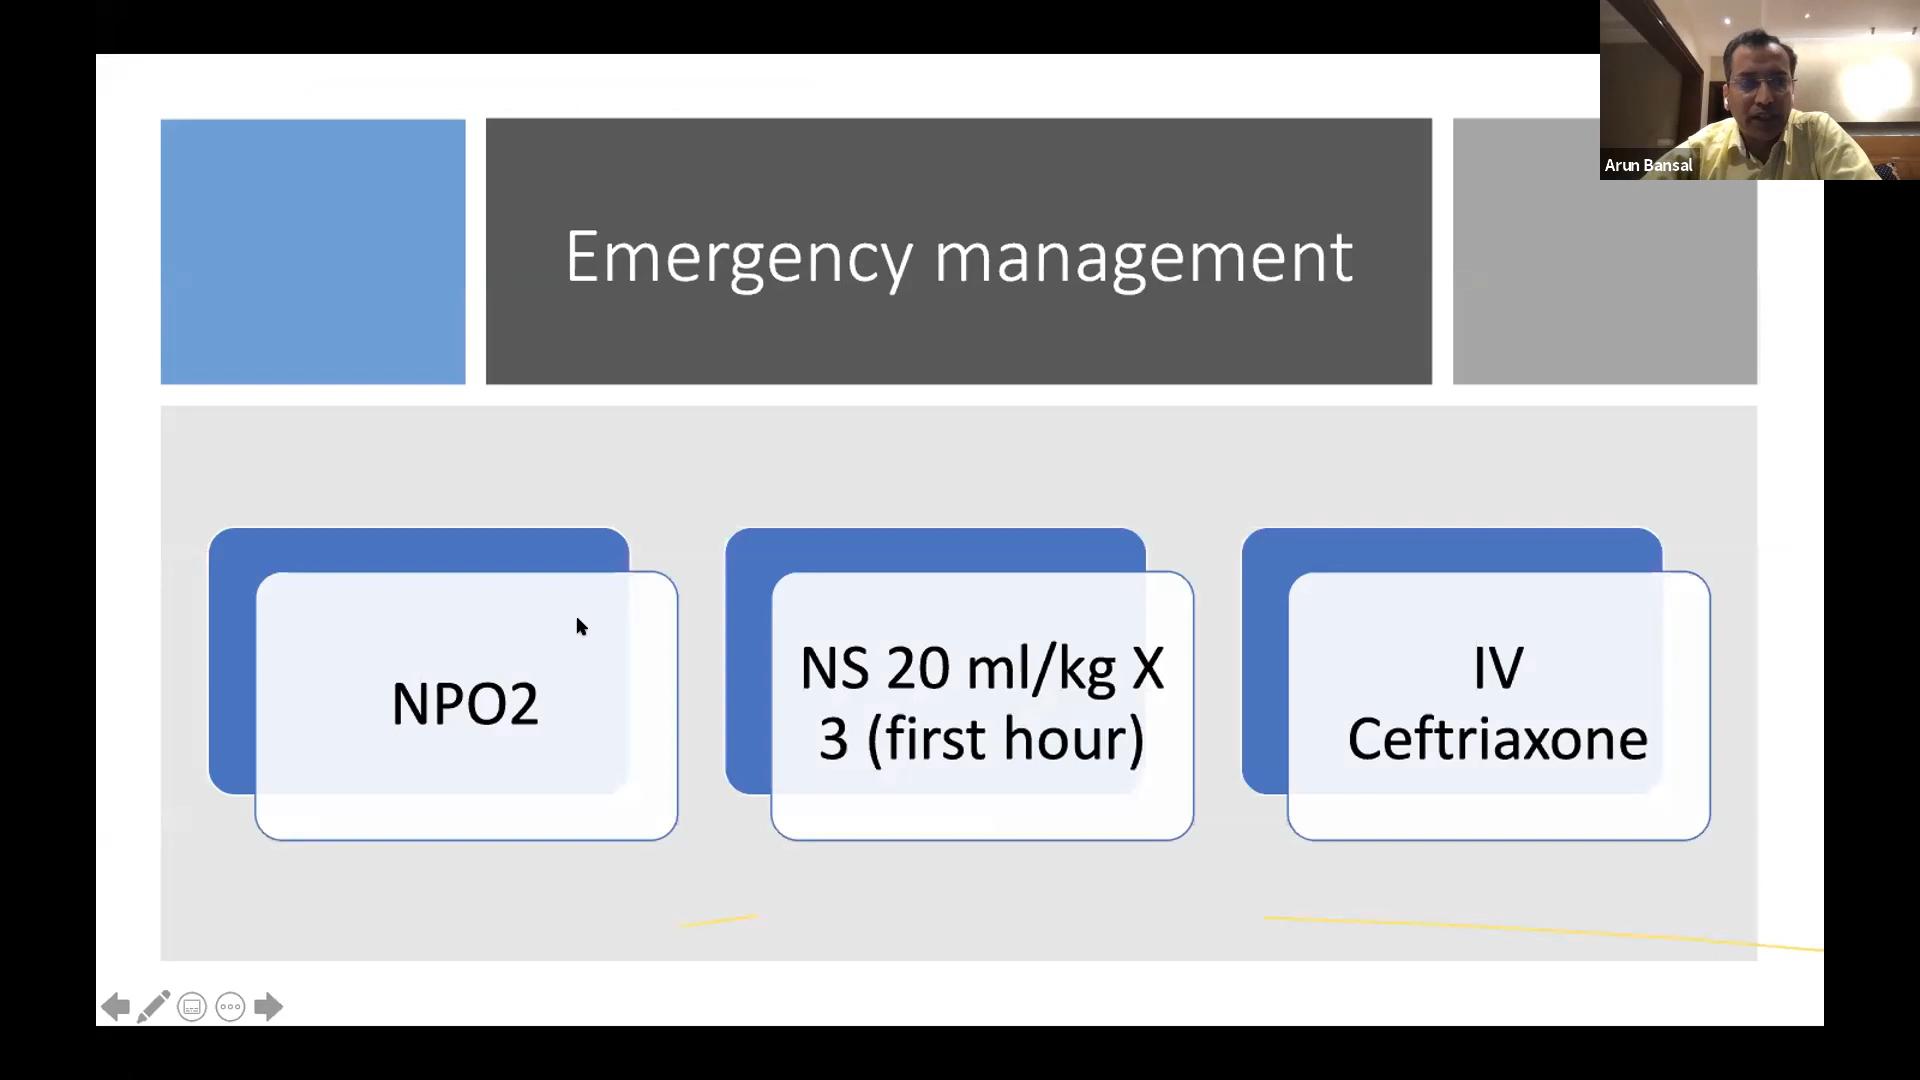 Arun Bansal
Emergency management
NPO2
NS 20 ml/kg X
3 (first hour)
IV
Ceftriaxone